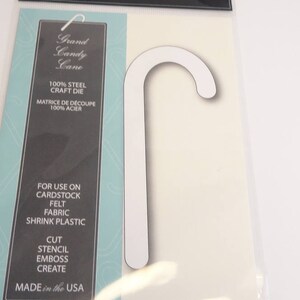 Grand
Candy
Cane
100% STEEL
CRAFT DIE
MATRICE DE DÉCOUPE
100% ACIER
FOR USE ON
CARDSTOCK
FELT
FABRIC
SHRINK PLASTIC
CUT
STENCIL
EMBOSS
CREATE
MADE in the USA